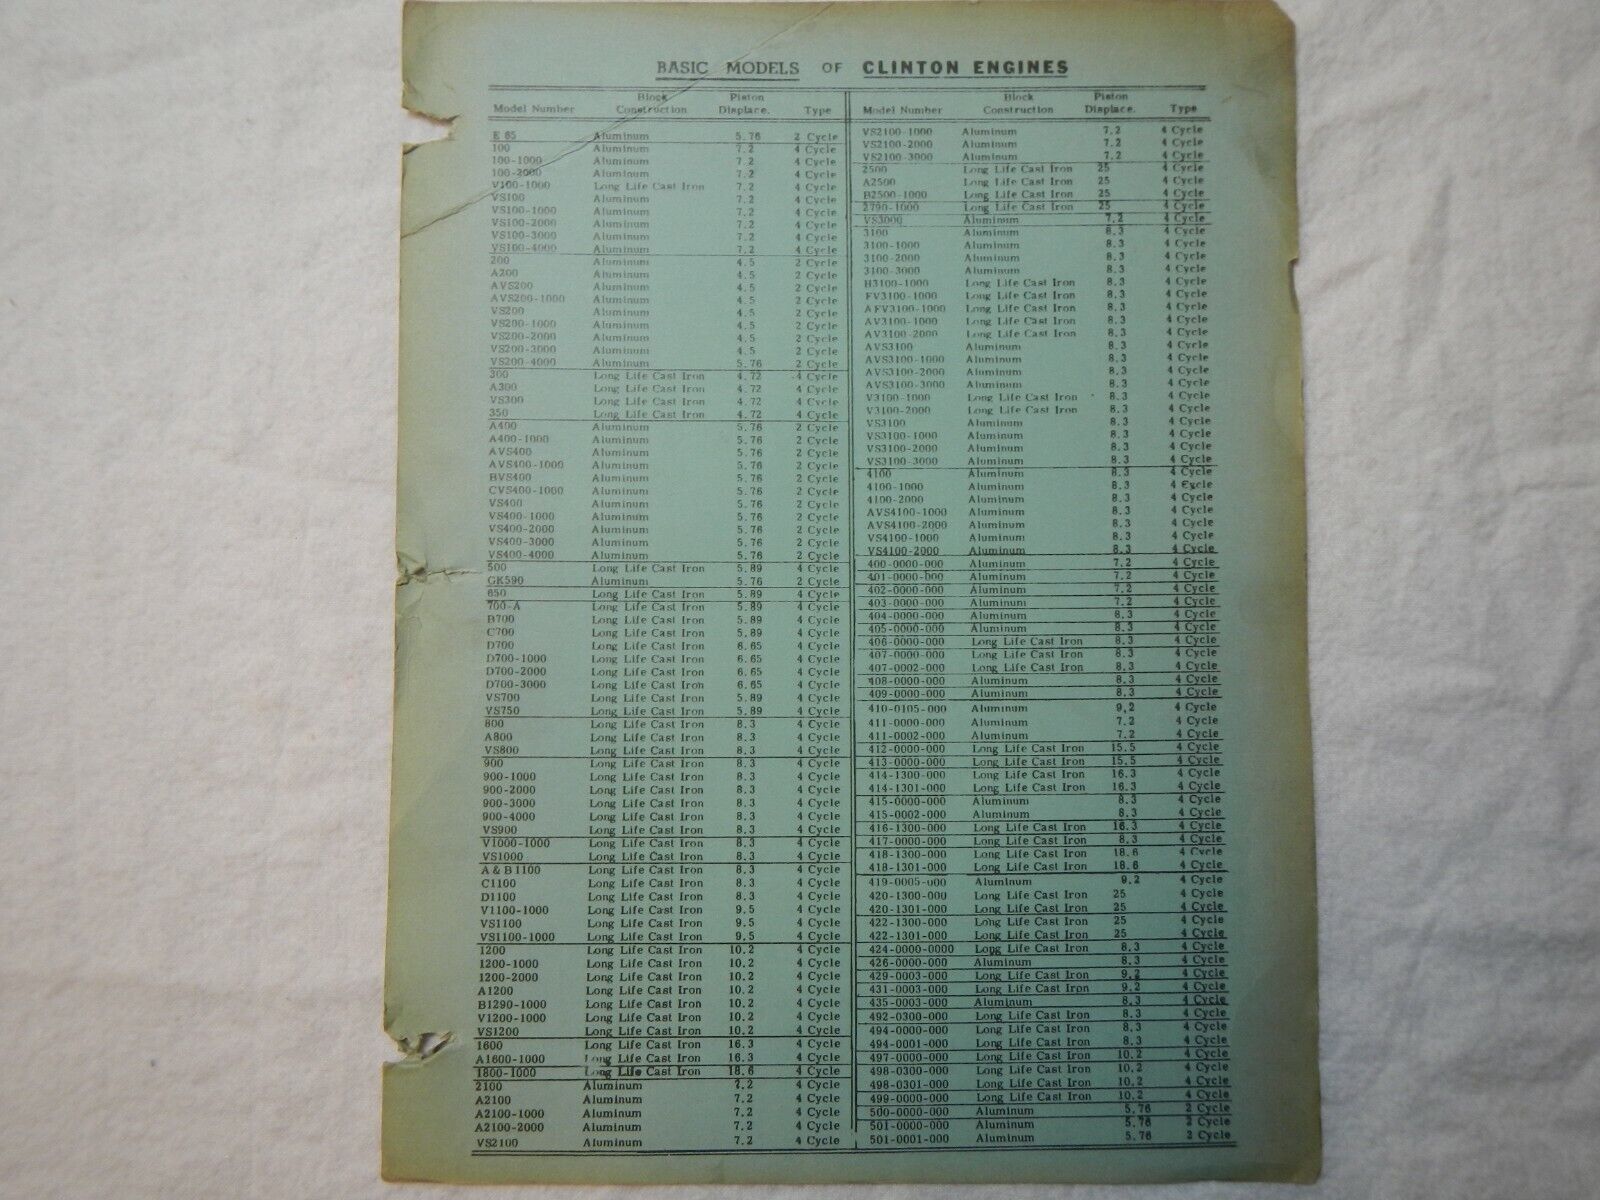 BASIC MODELS OF CLINTON ENGINES
Model Number Block Construction Piston Displace. Type
E 65 Aluminum 5.76 2 Cycle
100 Aluminum 7.2 4 Cycle
100-1000 Aluminum 7.2 4 Cycle
100-2000 Aluminum 7.2 4 Cycle
V100-1000 Long Life Cast Iron 7.2 4 Cycle
VS100 Aluminum 7.2 4 Cycle
VS100-1000 Aluminum 7.2 4 Cycle
VS100-2000 Aluminum 7.2 4 Cycle
VS100-3000 Aluminum 7.2 4 Cycle
VS100-4000 Aluminum 7.2 4 Cycle
200 Aluminum 4.5 2 Cycle
A200 Aluminum 4.5 2 Cycle
AVS200 Aluminum 4.5 2 Cycle
AVS200-1000 Aluminum 4.5 2 Cycle
VS200 Aluminum 4.5 2 Cycle
VS200-1000 Aluminum 4.5 2 Cycle
VS200-2000 Aluminum 4.5 2 Cycle
VS200-3000 Aluminum 4.5 2 Cycle
VS200-4000 Aluminum 5.76 2 Cycle
300 Long Life Cast Iron 4.72 4 Cycle
A300 Long Life Cast Iron 4.72 4 Cycle
VS300 Long Life Cast Iron 4.72 4 Cycle
350 Long Life Cast Iron 4.72 4 Cycle
A400 Aluminum 5.76 2 Cycle
A400-1000 Aluminum 5.76 2 Cycle
AVS400 Aluminum 5.76 2 Cycle
AVS400-1000 Aluminum 5.76 2 Cycle
BVS400 Aluminum 5.76 2 Cycle
CVS400-1000 Aluminum 5.76 2 Cycle
VS400 Aluminum 5.76 2 Cycle
VS400-1000 Aluminum 5.76 2 Cycle
VS400-2000 Aluminum 5.76 2 Cycle
VS400-3000 Aluminum 5.76 2 Cycle
VS400-4000 Aluminum 5.76 2 Cycle
500 Long Life Cast Iron 5.89 4 Cycle
GK590 Aluminum 5.76 2 Cycle
650 Long Life Cast Iron 5.89 4 Cycle
700-A Long Life Cast Iron 5.89 4 Cycle
B700 Long Life Cast Iron 5.89 4 Cycle
C700 Long Life Cast Iron 5.89 4 Cycle
D700 Long Life Cast Iron 6.65 4 Cycle
D700-1000 Long Life Cast Iron 6.65 4 Cycle
D700-2000 Long Life Cast Iron 6.65 4 Cycle
D700-3000 Long Life Cast Iron 6.65 4 Cycle
VS700 Long Life Cast Iron 5.89 4 Cycle
VS750 Long Life Cast Iron 5.89 4 Cycle
800 Long Life Cast Iron 8.3 4 Cycle
A800 Long Life Cast Iron 8.3 4 Cycle
VS800 Long Life Cast Iron 8.3 4 Cycle
900 Long Life Cast Iron 8.3 4 Cycle
900-1000 Long Life Cast Iron 8.3 4 Cycle
900-2000 Long Life Cast Iron 8.3 4 Cycle
900-3000 Long Life Cast Iron 8.3 4 Cycle
900-4000 Long Life Cast Iron 8.3 4 Cycle
VS900 Long Life Cast Iron 8.3 4 Cycle
V1000-1000 Long Life Cast Iron 8.3 4 Cycle
VS1000 Long Life Cast Iron 8.3 4 Cycle
A & B 1100 Long Life Cast Iron 8.3 4 Cycle
C1100 Long Life Cast Iron 8.3 4 Cycle
D1100 Long Life Cast Iron 8.3 4 Cycle
V1100-1000 Long Life Cast Iron 9.5 4 Cycle
VS1100 Long Life Cast Iron 9.5 4 Cycle
VS1100-1000 Long Life Cast Iron 9.5 4 Cycle
1200 Long Life Cast Iron 10.2 4 Cycle
1200-1000 Long Life Cast Iron 10.2 4 Cycle
1200-2000 Long Life Cast Iron 10.2 4 Cycle
A1200 Long Life Cast Iron 10.2 4 Cycle
B1290-1000 Long Life Cast Iron 10.2 4 Cycle
V1200-1000 Long Life Cast Iron 10.2 4 Cycle
VS1200 Long Life Cast Iron 10.2 4 Cycle
1600 Long Life Cast Iron 16.3 4 Cycle
A1600-1000 Long Life Cast Iron 16.3 4 Cycle
1800-1000 Long Life Cast Iron 18.6 4 Cycle
2100 Aluminum 7.2 4 Cycle
A2100 Aluminum 7.2 4 Cycle
A2100-1000 Aluminum 7.2 4 Cycle
A2100-2000 Aluminum 7.2 4 Cycle
VS2100 Aluminum 7.2 4 Cycle
Model Number Block Construction Piston Displace. Type
VS2100-1000 Aluminum 7.2 4 Cycle
VS2100-2000 Aluminum 7.2 4 Cycle
VS2100-3000 Aluminum 7.2 4 Cycle
2500 Long Life Cast Iron 25 4 Cycle
A2500 Long Life Cast Iron 25 4 Cycle
B2500-1000 Long Life Cast Iron 25 4 Cycle
2790-1000 Long Life Cast Iron 25 4 Cycle
VS3000 Aluminum 7.2 4 Cycle
3100 Aluminum 8.3 4 Cycle
3100-1000 Aluminum 8.3 4 Cycle
3100-2000 Aluminum 8.3 4 Cycle
3100-3000 Aluminum 8.3 4 Cycle
H3100-1000 Long Life Cast Iron 8.3 4 Cycle
FV3100-1000 Long Life Cast Iron 8.3 4 Cycle
AFV3100-1000 Long Life Cast Iron 8.3 4 Cycle
AV3100-1000 Long Life Cast Iron 8.3 4 Cycle
AV3100-2000 Long Life Cast Iron 8.3 4 Cycle
AVS3100 Aluminum 8.3 4 Cycle
AVS3100-1000 Aluminum 8.3 4 Cycle
AVS3100-2000 Aluminum 8.3 4 Cycle
AVS3100-3000 Aluminum 8.3 4 Cycle
V3100-1000 Long Life Cast Iron 8.3 4 Cycle
V3100-2000 Long Life Cast Iron 8.3 4 Cycle
VS3100 Aluminum 8.3 4 Cycle
VS3100-1000 Aluminum 8.3 4 Cycle
VS3100-2000 Aluminum 8.3 4 Cycle
VS3100-3000 Aluminum 8.3 4 Cycle
4100 Aluminum 8.3 4 Cycle
4100-1000 Aluminum 8.3 4 Cycle
4100-2000 Aluminum 8.3 4 Cycle
AVS4100-1000 Aluminum 8.3 4 Cycle
AVS4100-2000 Aluminum 8.3 4 Cycle
VS4100-1000 Aluminum 8.3 4 Cycle
VS4100-2000 Aluminum 8.3 4 Cycle
400-0000-000 Aluminum 7.2 4 Cycle
401-0000-000 Aluminum 7.2 4 Cycle
402-0000-000 Aluminum 7.2 4 Cycle
403-0000-000 Aluminum 7.2 4 Cycle
404-0000-000 Aluminum 8.3 4 Cycle
405-0000-000 Aluminum 8.3 4 Cycle
406-0000-000 Long Life Cast Iron 8.3 4 Cycle
407-0000-000 Long Life Cast Iron 8.3 4 Cycle
407-0002-000 Long Life Cast Iron 8.3 4 Cycle
408-0000-000 Aluminum 8.3 4 Cycle
409-0000-000 Aluminum 8.3 4 Cycle
410-0105-000 Aluminum 9.2 4 Cycle
411-0000-000 Aluminum 7.2 4 Cycle
411-0002-000 Aluminum 7.2 4 Cycle
412-0000-000 Long Life Cast Iron 15.5 4 Cycle
413-0000-000 Long Life Cast Iron 15.5 4 Cycle
414-1300-000 Long Life Cast Iron 16.3 4 Cycle
414-1301-000 Long Life Cast Iron 16.3 4 Cycle
415-0000-000 Aluminum 8.3 4 Cycle
415-0002-000 Aluminum 8.3 4 Cycle
416-1300-000 Long Life Cast Iron 16.3 4 Cycle
417-0000-000 Long Life Cast Iron 8.3 4 Cycle
418-1300-000 Long Life Cast Iron 18.6 4 Cycle
418-1301-000 Long Life Cast Iron 18.6 4 Cycle
419-0005-000 Aluminum 9.2 4 Cycle
420-1300-000 Long Life Cast Iron 25 4 Cycle
420-1301-000 Long Life Cast Iron 25 4 Cycle
422-1300-000 Long Life Cast Iron 25 4 Cycle
422-1301-000 Long Life Cast Iron 25 4 Cycle
424-0000-0000 Long Life Cast Iron 8.3 4 Cycle
426-0000-000 Aluminum 8.3 4 Cycle
429-0003-000 Long Life Cast Iron 9.2 4 Cycle
431-0003-000 Long Life Cast Iron 9.2 4 Cycle
435-0003-000 Aluminum 8.3 4 Cycle
492-0300-000 Long Life Cast Iron 8.3 4 Cycle
494-0000-000 Long Life Cast Iron 8.3 4 Cycle
494-0001-000 Long Life Cast Iron 8.3 4 Cycle
497-0000-000 Long Life Cast Iron 10.2 4 Cycle
498-0300-000 Long Life Cast Iron 10.2 4 Cycle
498-0301-000 Long Life Cast Iron 10.2 4 Cycle
499-0000-000 Long Life Cast Iron 10.2 4 Cycle
500-0000-000 Aluminum 5.76 2 Cycle
501-0000-000 Aluminum 5.76 2 Cycle
501-0001-000 Aluminum 5.76 2 Cycle